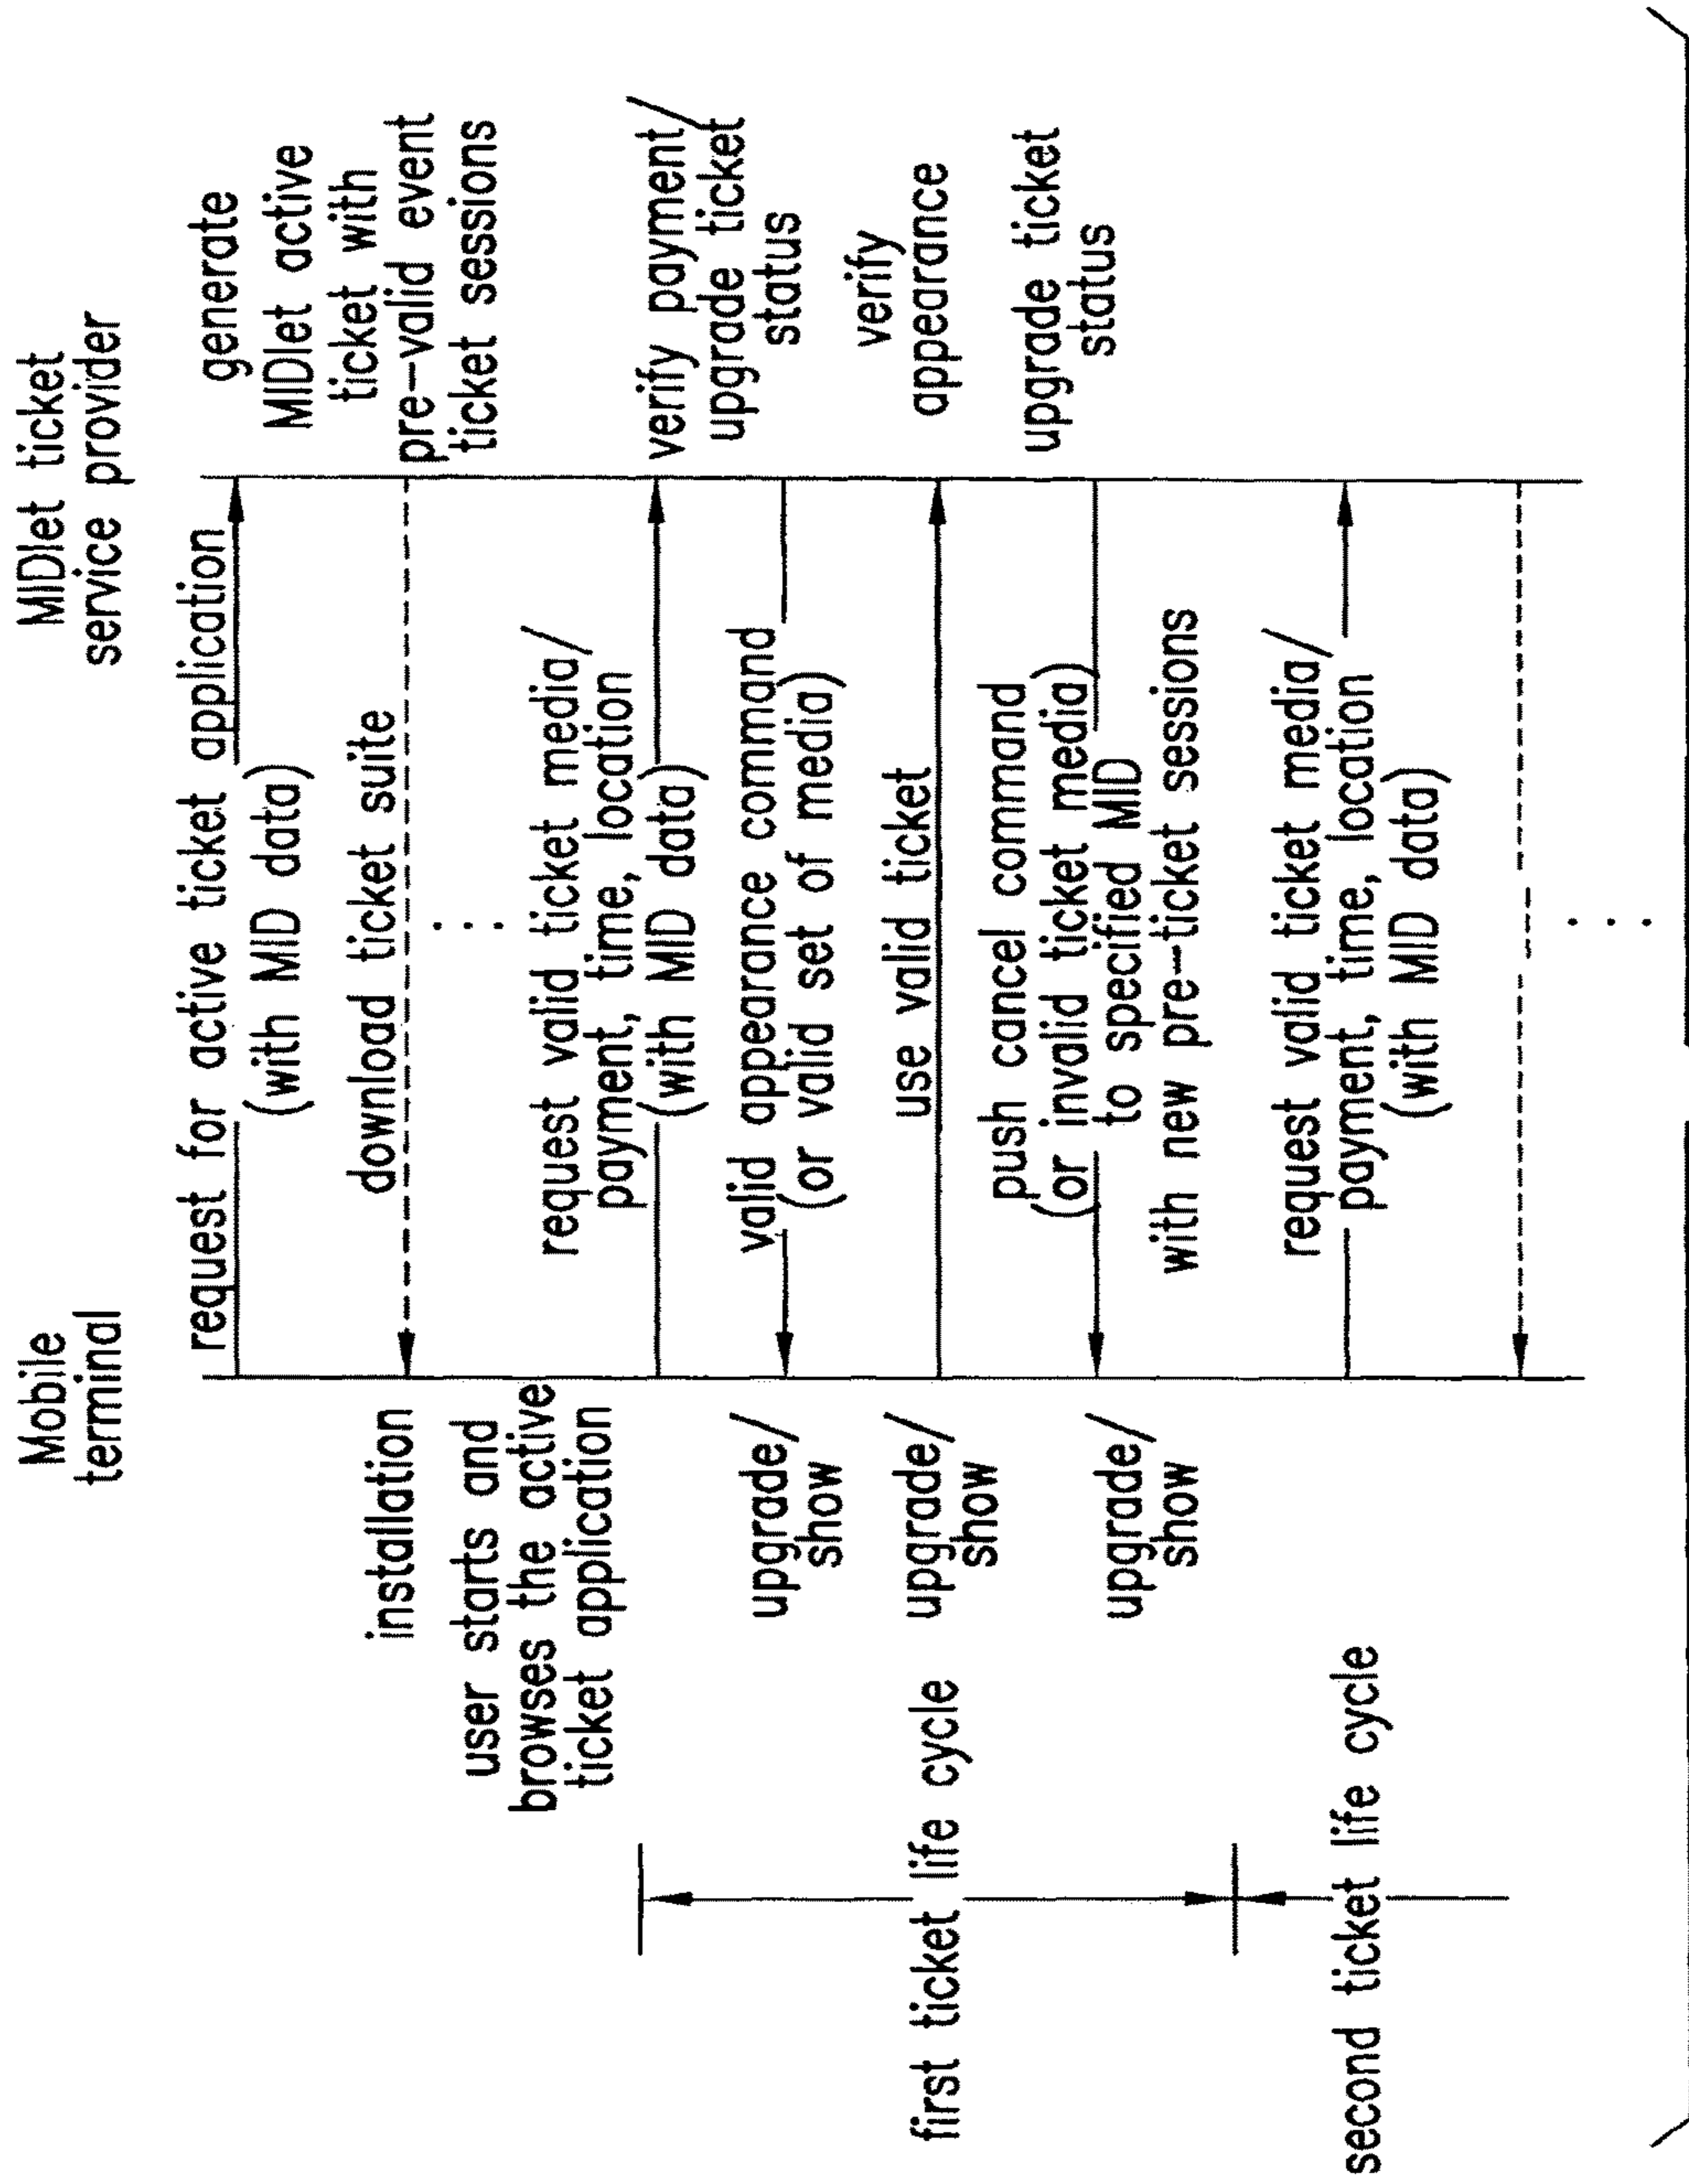 Mobile
terminal
MIDlet ticket
service provider
request for active ticket application
(with MID data)
generate
MIDlet active
ticket with
pre-valid event
ticket sessions
download ticket suite
installation
user starts and
browses the active
ticket application
request valid ticket media/
payment, time, location
(with MID data)
verify payment/
upgrade ticket
status
valid appearance command
(or valid set of media)
upgrade/
show
use valid ticket
upgrade/
show
verify
appearance
push cancel command
(or invalid ticket media)
to specified MID
with new pre-ticket sessions
upgrade/
show
upgrade ticket
status
first ticket life cycle
request valid ticket media/
payment, time, location
(with MID data)
second ticket life cycle